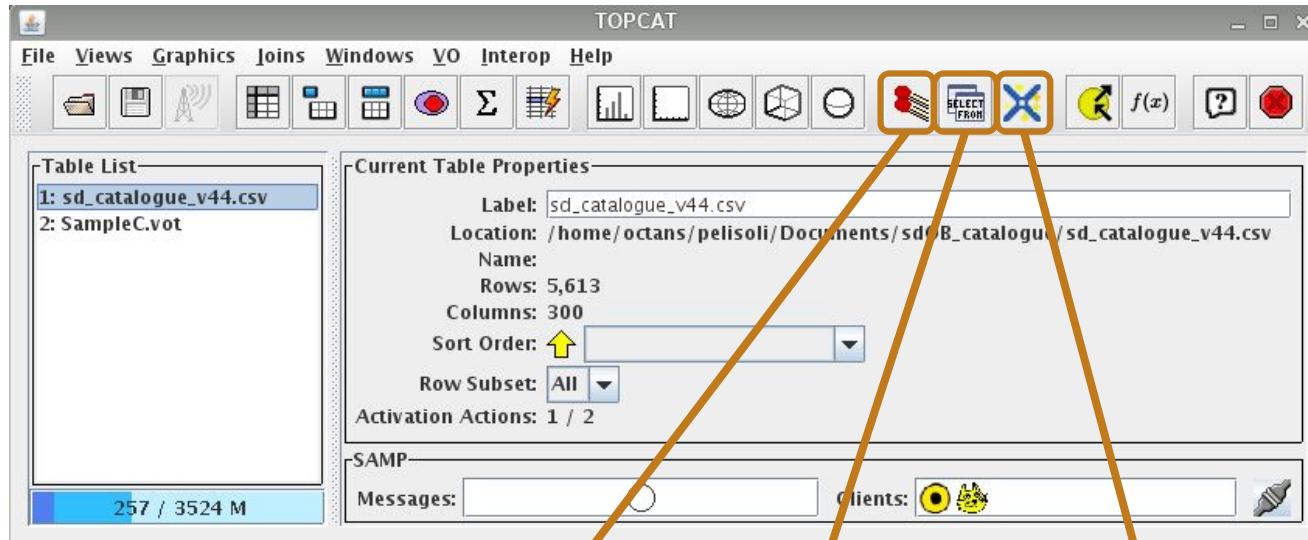 TOPCAT
File Views Graphics Joins Windows VO Interop Help
Σ SELECT FROM f(x) ?
Table List
1: sd_catalogue_v44.csv
2: SampleC.vot
257 / 3524 M
Current Table Properties
Label: sd_catalogue_v44.csv
Location: /home/octans/pelisoli/Documents/sdOB_catalogue/sd_catalogue_v44.csv
Name:
Rows: 5,613
Columns: 300
Sort Order:
Row Subset: All
Activation Actions: 1 / 2
SAMP
Messages: Clients: